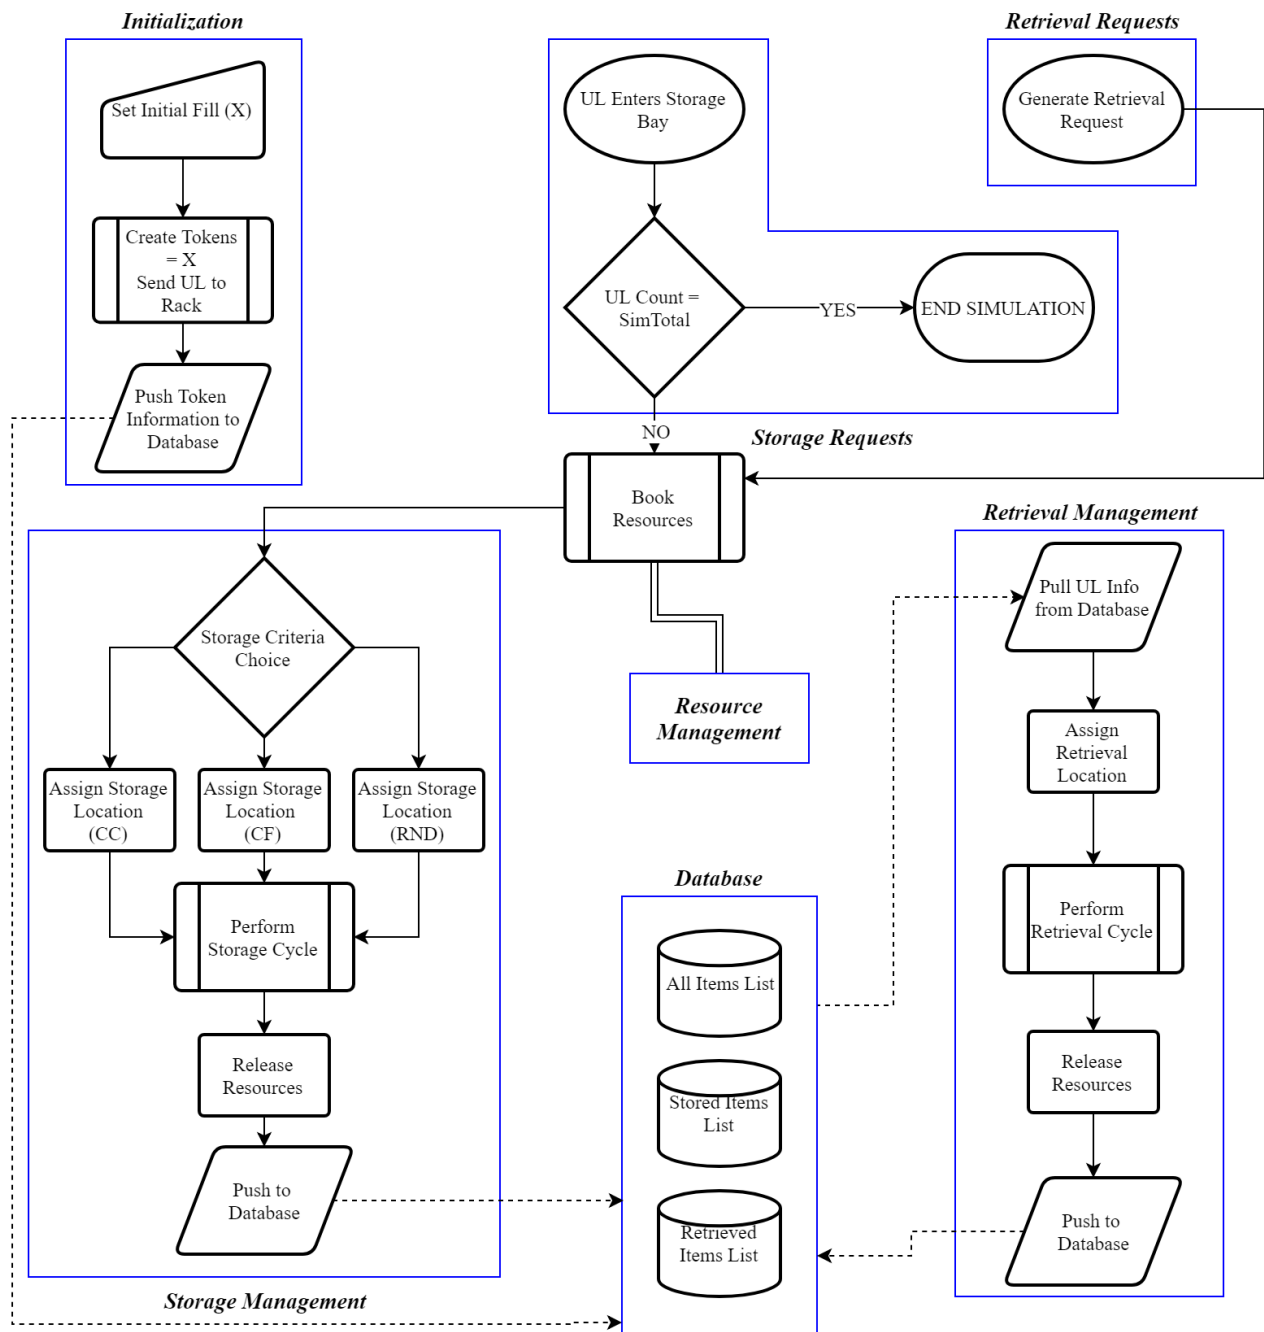 Initialization
Set Initial Fill (X)
Create Tokens
= X
Send UL to
Rack
Push Token
Information to
Database
UL Enters Storage
Bay
UL Count =
SimTotal
YES
END SIMULATION
NO
Storage Requests
Retrieval Requests
Generate Retrieval
Request
Book
Resources
Resource
Management
Storage Criteria
Choice
Assign Storage
Location
(CC)
Assign Storage
Location
(CF)
Assign Storage
Location
(RND)
Perform
Storage Cycle
Release
Resources
Push to
Database
Storage Management
Database
All Items List
Stored Items
List
Retrieved
Items List
Retrieval Management
Pull UL Info
from Database
Assign
Retrieval
Location
Perform
Retrieval Cycle
Release
Resources
Push to
Database